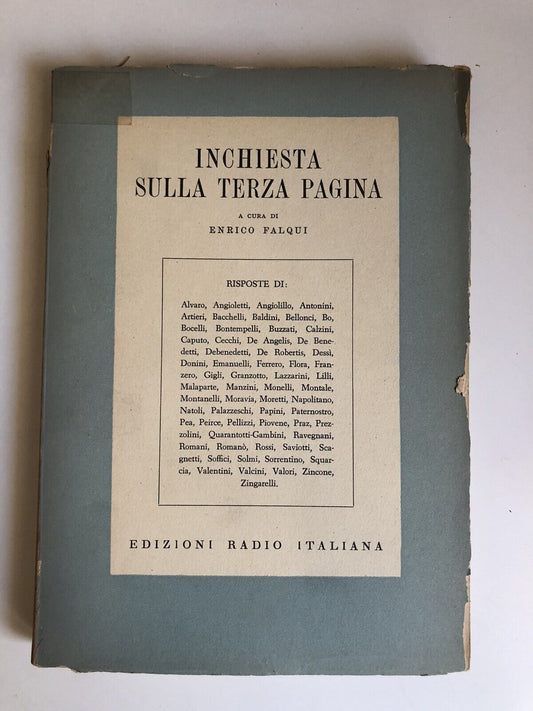 INCHIESTA
SULLA TERZA PAGINA
A CURA DI
ENRICO FALQUI
RISPOSTE DI:
Alvaro, Angioletti, Angiolillo, Antonini,
Artieri, Bacchelli, Baldini, Bellonci, Bo,
Bocelli, Bontempelli, Buzzati, Calzini,
Caputo, Cecchi, De Angelis, De Bene-
detti, Debenedetti, De Robertis, Dessì,
Donini, Emanuelli, Ferrero, Flora, Fran-
zero, Gigli, Granzotto, Lazzarini, Lilli,
Malaparte, Manzini, Monelli, Montale,
Montanelli, Moravia, Moretti, Napolitano,
Natoli, Palazzeschi, Papini, Paternostro,
Pea, Peirce, Pellizzi, Piovene, Praz, Prez-
zolini, Quarantotti-Gambini, Ravegnani,
Romani, Romanò, Rossi, Saviotti, Sca-
gnetti, Soffici, Solmi, Sorrentino, Squar-
cia, Valentini, Valcini, Valori, Zincone,
Zingarelli.
EDIZIONI RADIO ITALIANA